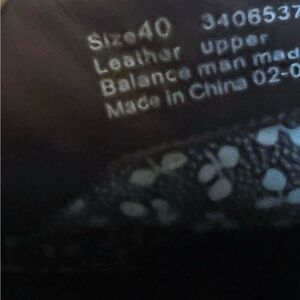 Size40 3406537
Leather upper
Balance man mad
Made in China 02-0